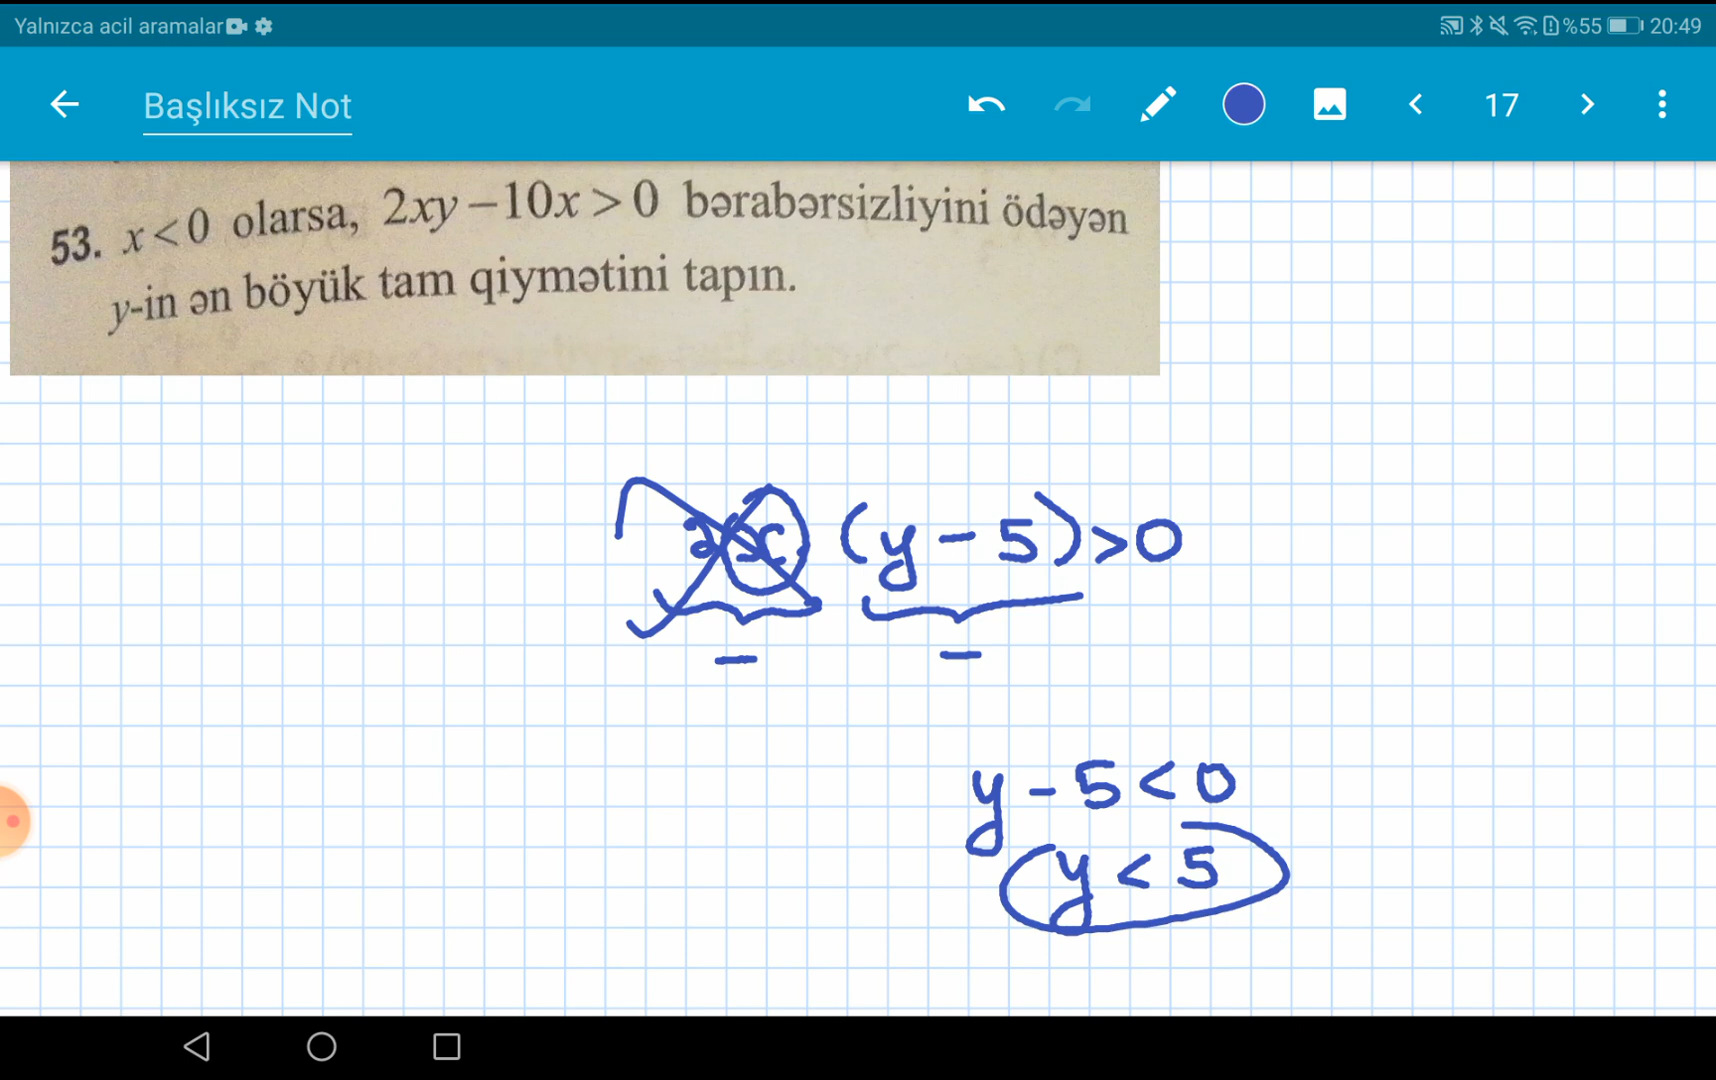 Yalnızca acil aramalar %55 20:49
Başlıksız Not 17
53. x<0 olarsa, 2xy−10x>0 bərabərsizliyini ödəyən
y-in ən böyük tam qiymətini tapın.
2x (y-5)>0
− −
y-5<0
y<5